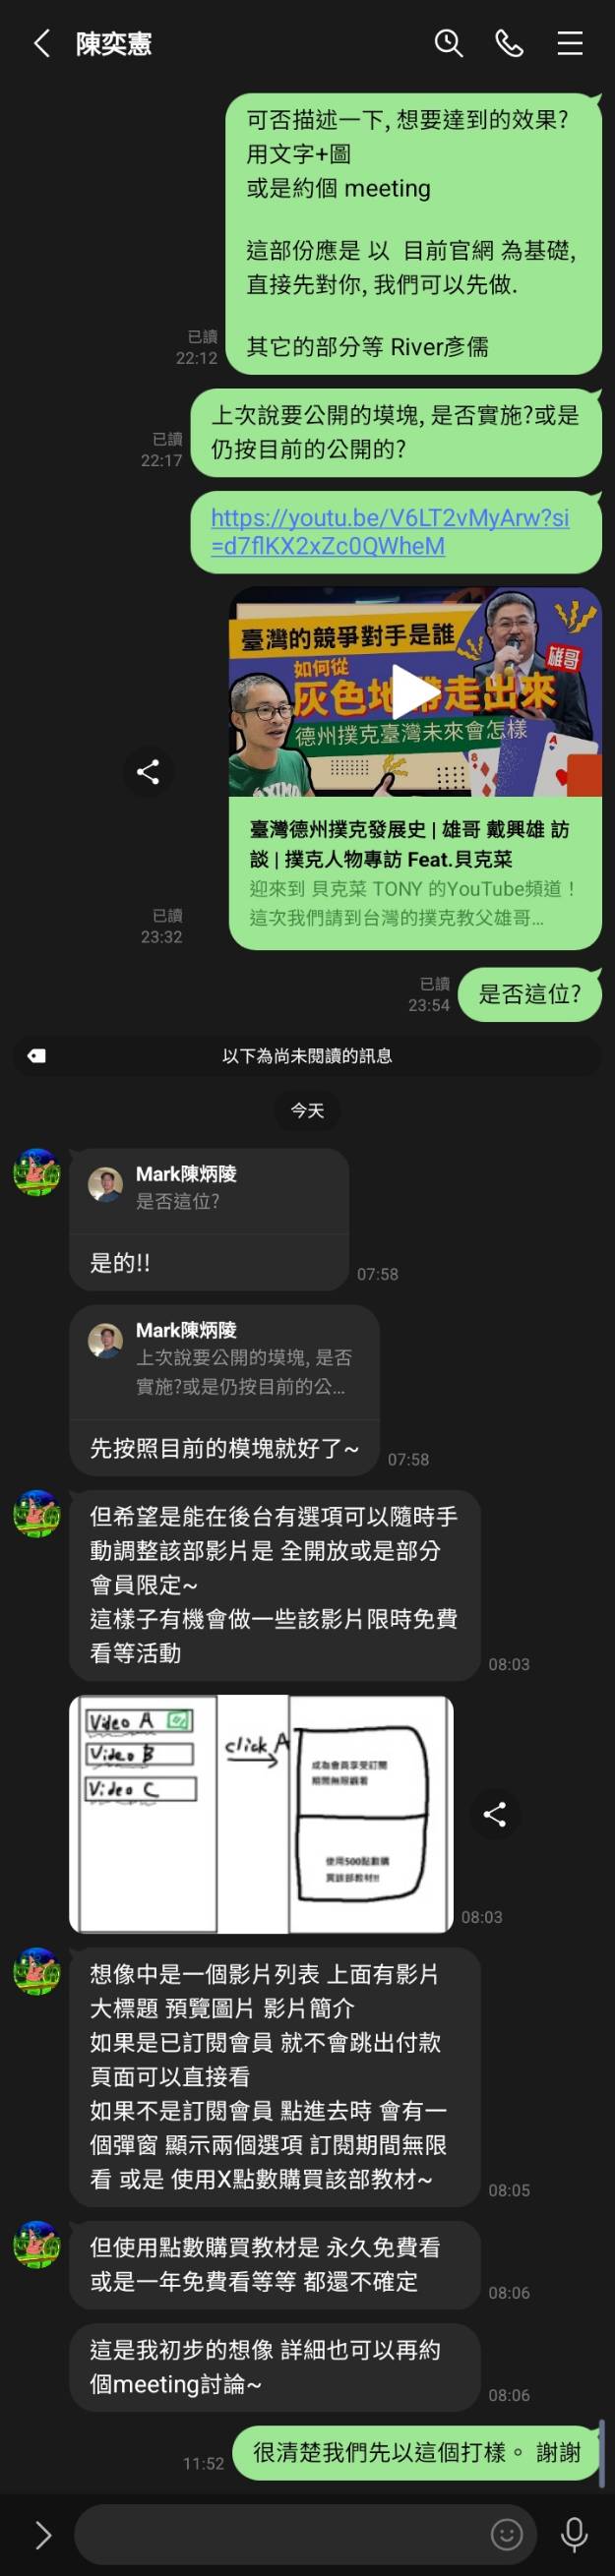 陳奕憲
可否描述一下, 想要達到的效果?
用文字+圖
或是約個 meeting
這部份應是 以  目前官網 為基礎,
直接先對你, 我們可以先做.
其它的部分等 River彥儒
已讀
22:12
上次說要公開的塻塊, 是否實施?或是
仍按目前的公開的?
已讀
22:17
https://youtu.be/V6LT2vMyArw?si
=d7flKX2xZc0QWheM
臺灣的競爭對手是誰
雄哥
如何從
灰色地帶走出來
德州撲克臺灣未來會怎樣
臺灣德州撲克發展史 | 雄哥 戴興雄 訪
談 | 撲克人物專訪 Feat.貝克菜
迎來到 貝克菜 TONY 的YouTube頻道！
這次我們請到台灣的撲克教父雄哥...
已讀
23:32
是否這位?
已讀
23:54
以下為尚未閱讀的訊息
今天
Mark陳炳陵
是否這位?
是的!!
07:58
Mark陳炳陵
上次說要公開的塻塊, 是否
實施?或是仍按目前的公...
先按照目前的模塊就好了~
07:58
但希望是能在後台有選項可以隨時手
動調整該部影片是 全開放或是部分
會員限定~
這樣子有機會做一些該影片限時免費
看等活動
08:03
Video A
Video B
Video C
click A
成為會員享受訂閱
期間無限觀看
使用500點數購
買該部教材!!
08:03
想像中是一個影片列表 上面有影片
大標題 預覽圖片 影片簡介
如果是已訂閱會員 就不會跳出付款
頁面可以直接看
如果不是訂閱會員 點進去時 會有一
個彈窗 顯示兩個選項 訂閱期間無限
看 或是 使用X點數購買該部教材~
08:05
但使用點數購買教材是 永久免費看
或是一年免費看等等 都還不確定
08:06
這是我初步的想像 詳細也可以再約
個meeting討論~
08:06
很清楚我們先以這個打樣。 謝謝
11:52